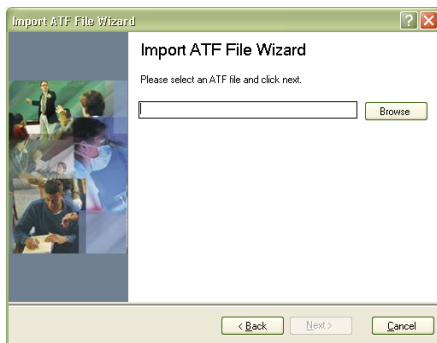 Import ATF File Wizard
Import ATF File Wizard
Please select an ATF file and click next.
Browse
< Back
Next >
Cancel